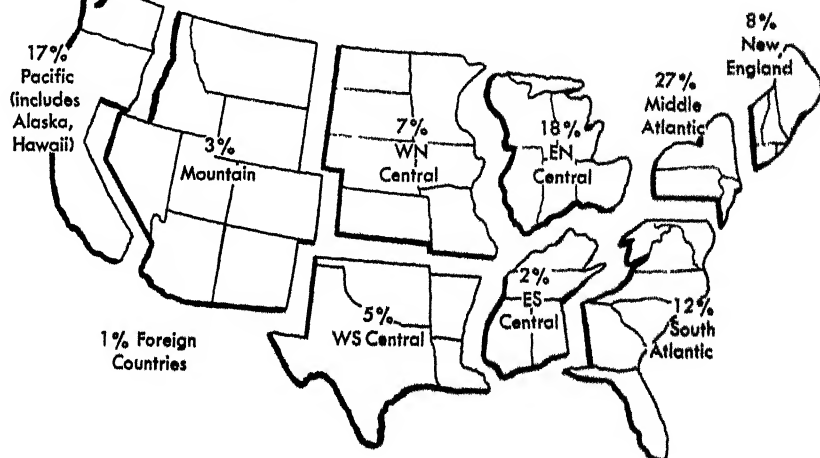 8%
New
England
17%
Pacific
(includes
Alaska,
Hawaii)
27%
Middle
Atlantic
3%
Mountain
7%
WN
Central
18%
EN
Central
2%
ES
Central
5%
WS Central
12%
South
Atlantic
1% Foreign
Countries